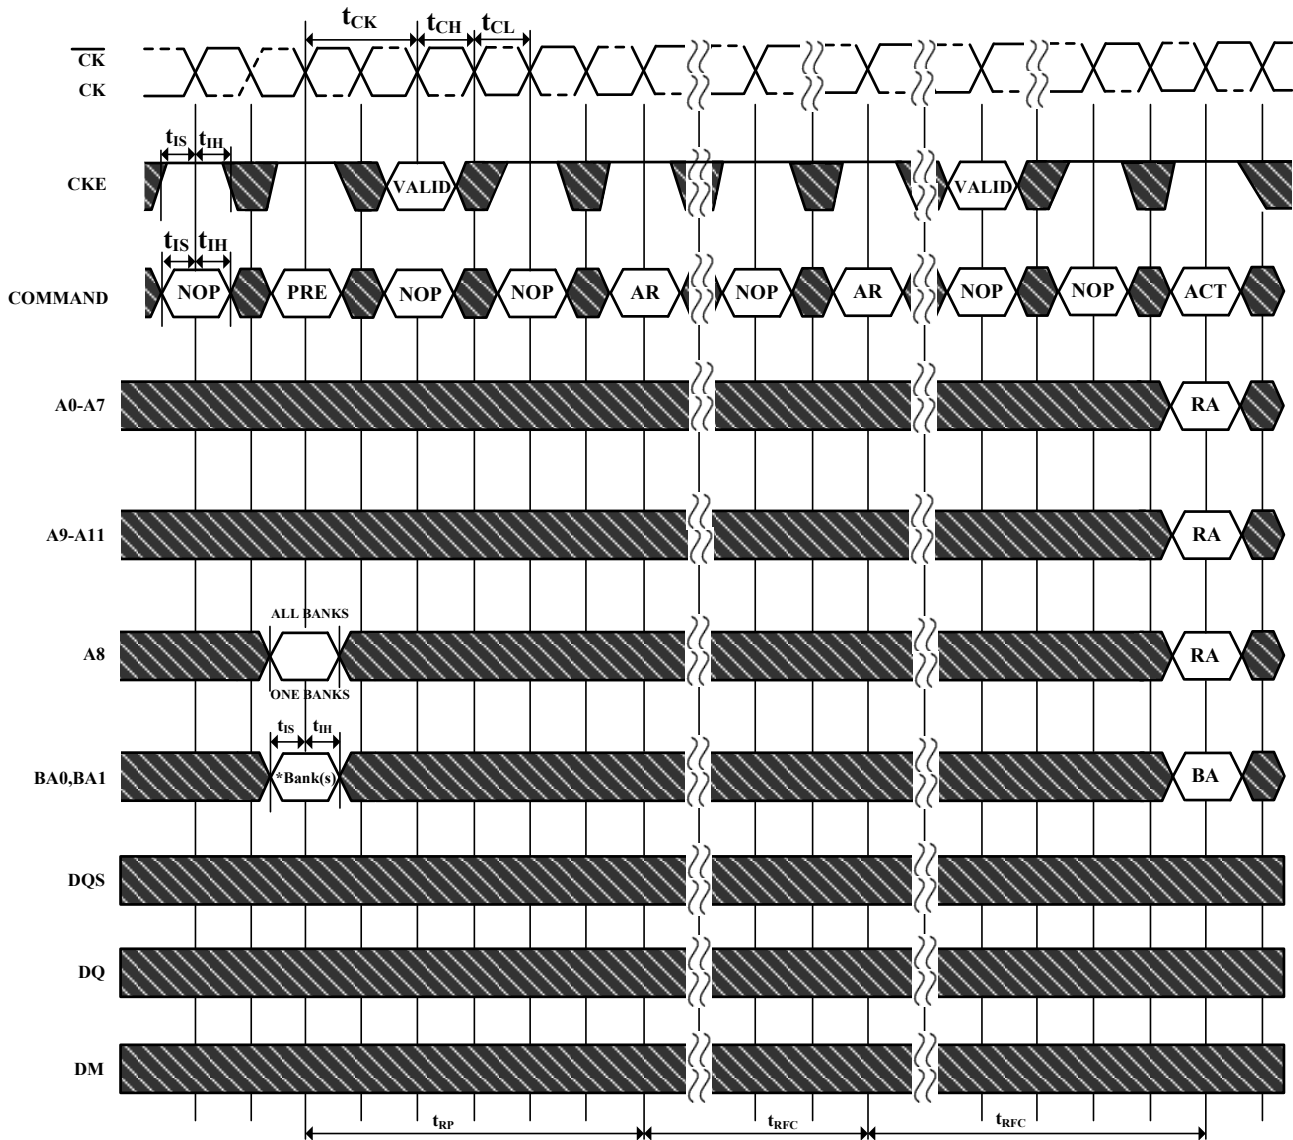 tCK tCH tCL
CK
CK
tIS tIH
CKE VALID VALID
tIS tIH
COMMAND NOP PRE NOP NOP AR NOP AR NOP NOP ACT
A0-A7 RA
A9-A11 RA
ALL BANKS
A8 RA
ONE BANKS
tIS tIH
BA0,BA1 *Bank(s) BA
DQS
DQ
DM
tRP tRFC tRFC